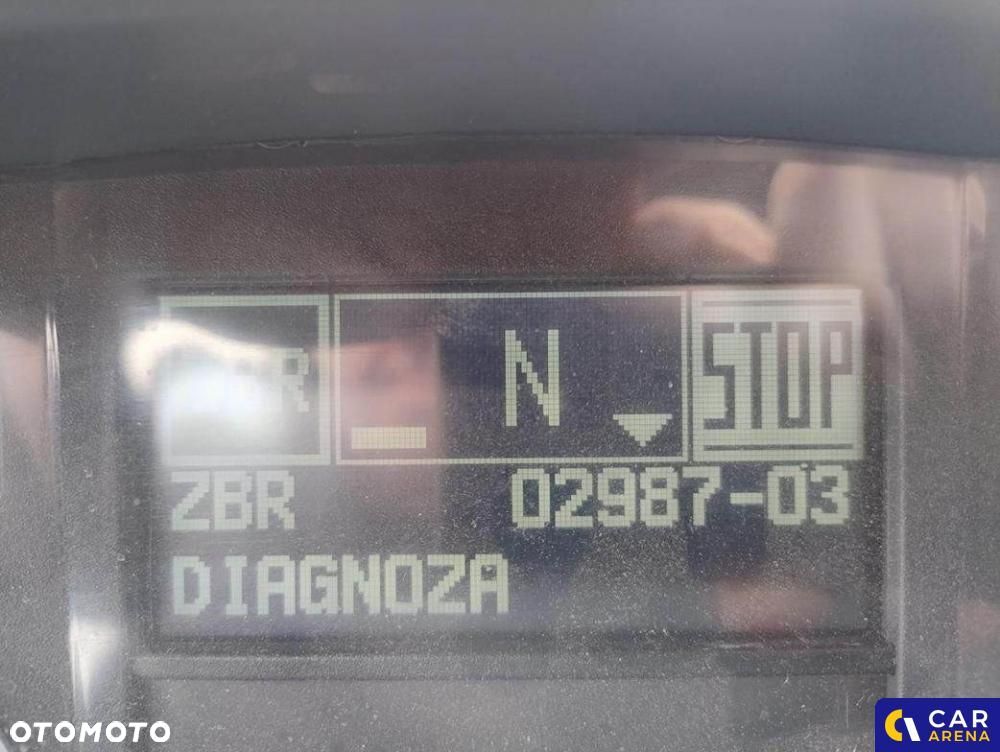 N
STOP
ZBR 02987-03
DIAGNOZA
OTOMOTO
CAR
ARENA